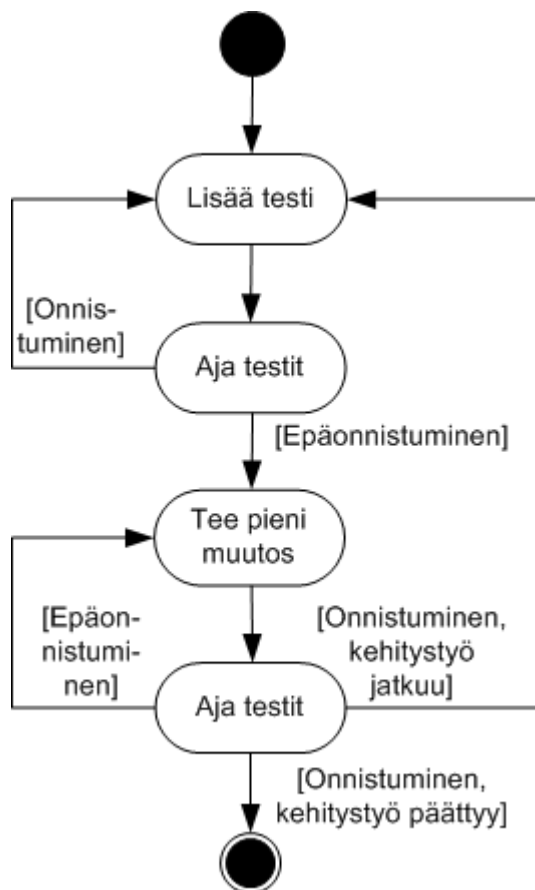 Lisää testi
[Onnis-
tuminen]
Aja testit
[Epäonnistuminen]
Tee pieni
muutos
[Epäon-
nistumi-
nen]
[Onnistuminen,
kehitystyö
jatkuu]
Aja testit
[Onnistuminen,
kehitystyö päättyy]